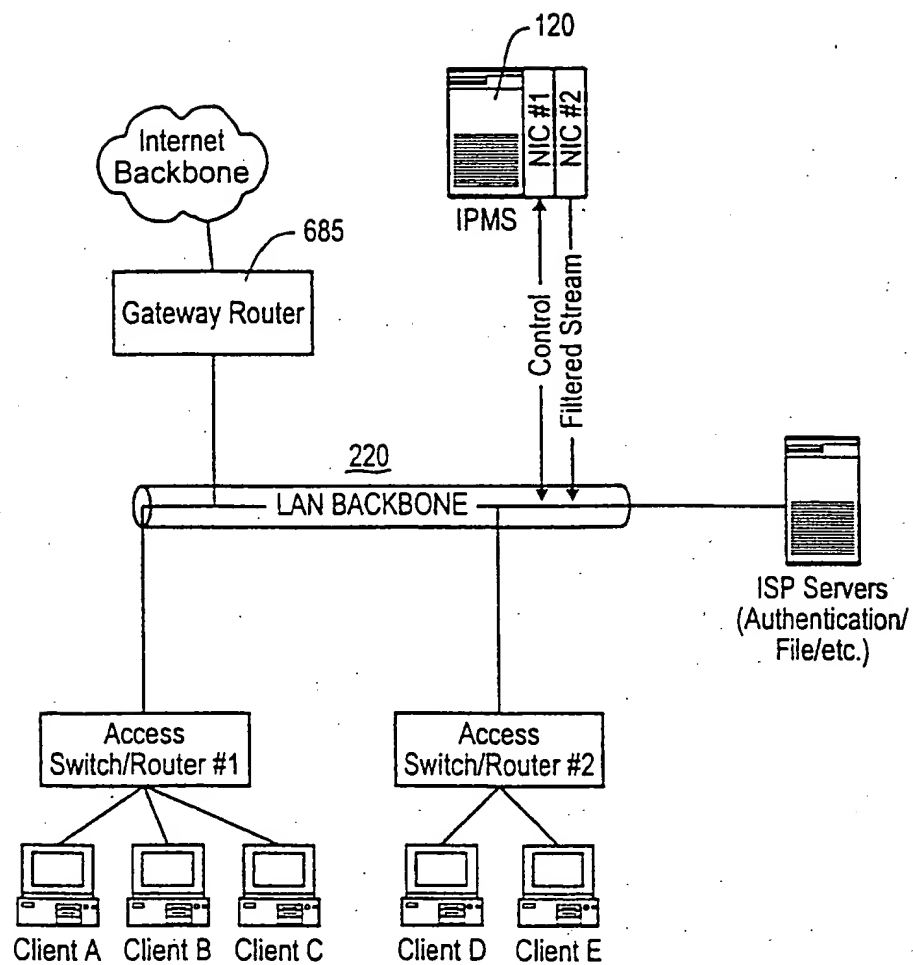 120
Internet
Backbone
NIC #1
NIC #2
IPMS
685
Gateway Router
Control
Filtered Stream
220
LAN BACKBONE
ISP Servers
(Authentication/
File/etc.)
Access
Switch/Router #1
Access
Switch/Router #2
Client A
Client B
Client C
Client D
Client E